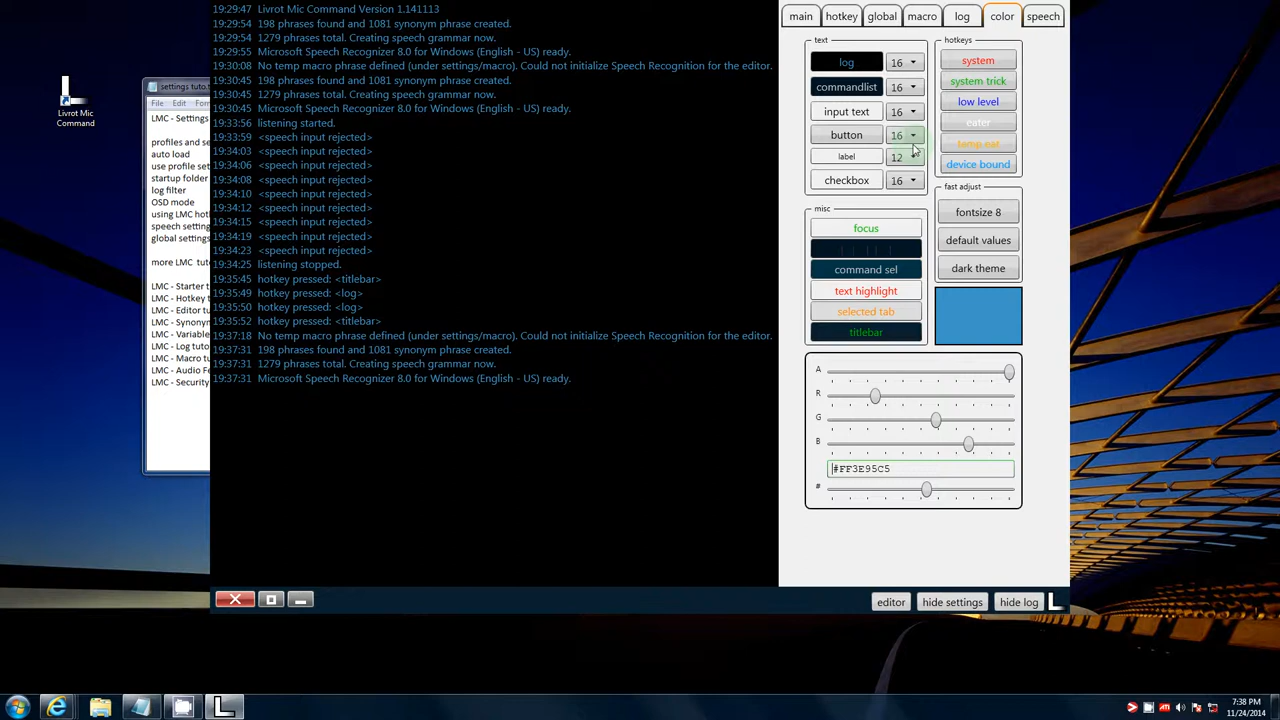 Livrot Mic
Command
settings tuto.t
File
Edit
For
LMC - Settings
profiles and se
auto load
use profile set
startup folder
log filter
OSD mode
using LMC hotl
speech setting
global settings
more LMC tuto
LMC - Starter t
LMC - Hotkey t
LMC - Editor tu
LMC - Synonyn
LMC - Variable
LMC - Log tuto
LMC - Macro tu
LMC - Audio Fe
LMC - Security
19:29:47 Livrot Mic Command Version 1.141113
19:29:54 198 phrases found and 1081 synonym phrase created.
19:29:54 1279 phrases total. Creating speech grammar now.
19:29:55 Microsoft Speech Recognizer 8.0 for Windows (English - US) ready.
19:30:08 No temp macro phrase defined (under settings/macro). Could not initialize Speech Recognition for the editor.
19:30:45 198 phrases found and 1081 synonym phrase created.
19:30:45 1279 phrases total. Creating speech grammar now.
19:30:45 Microsoft Speech Recognizer 8.0 for Windows (English - US) ready.
19:33:56 listening started.
19:33:59 <speech input rejected>
19:34:03 <speech input rejected>
19:34:06 <speech input rejected>
19:34:08 <speech input rejected>
19:34:10 <speech input rejected>
19:34:12 <speech input rejected>
19:34:15 <speech input rejected>
19:34:19 <speech input rejected>
19:34:23 <speech input rejected>
19:34:25 listening stopped.
19:35:45 hotkey pressed: <titlebar>
19:35:49 hotkey pressed: <log>
19:35:50 hotkey pressed: <log>
19:35:52 hotkey pressed: <titlebar>
19:37:18 No temp macro phrase defined (under settings/macro). Could not initialize Speech Recognition for the editor.
19:37:31 198 phrases found and 1081 synonym phrase created.
19:37:31 1279 phrases total. Creating speech grammar now.
19:37:31 Microsoft Speech Recognizer 8.0 for Windows (English - US) ready.
main hotkey global macro log color speech
text
log 16
commandlist 16
input text 16
button 16
label 12
checkbox 16
hotkeys
system
system trick
low level
eater
temp eat
device bound
misc
focus
command sel
text highlight
selected tab
titlebar
fast adjust
fontsize 8
default values
dark theme
A
R
G
B
#FF3E95C5
#
editor hide settings hide log
7:38 PM
11/24/2014